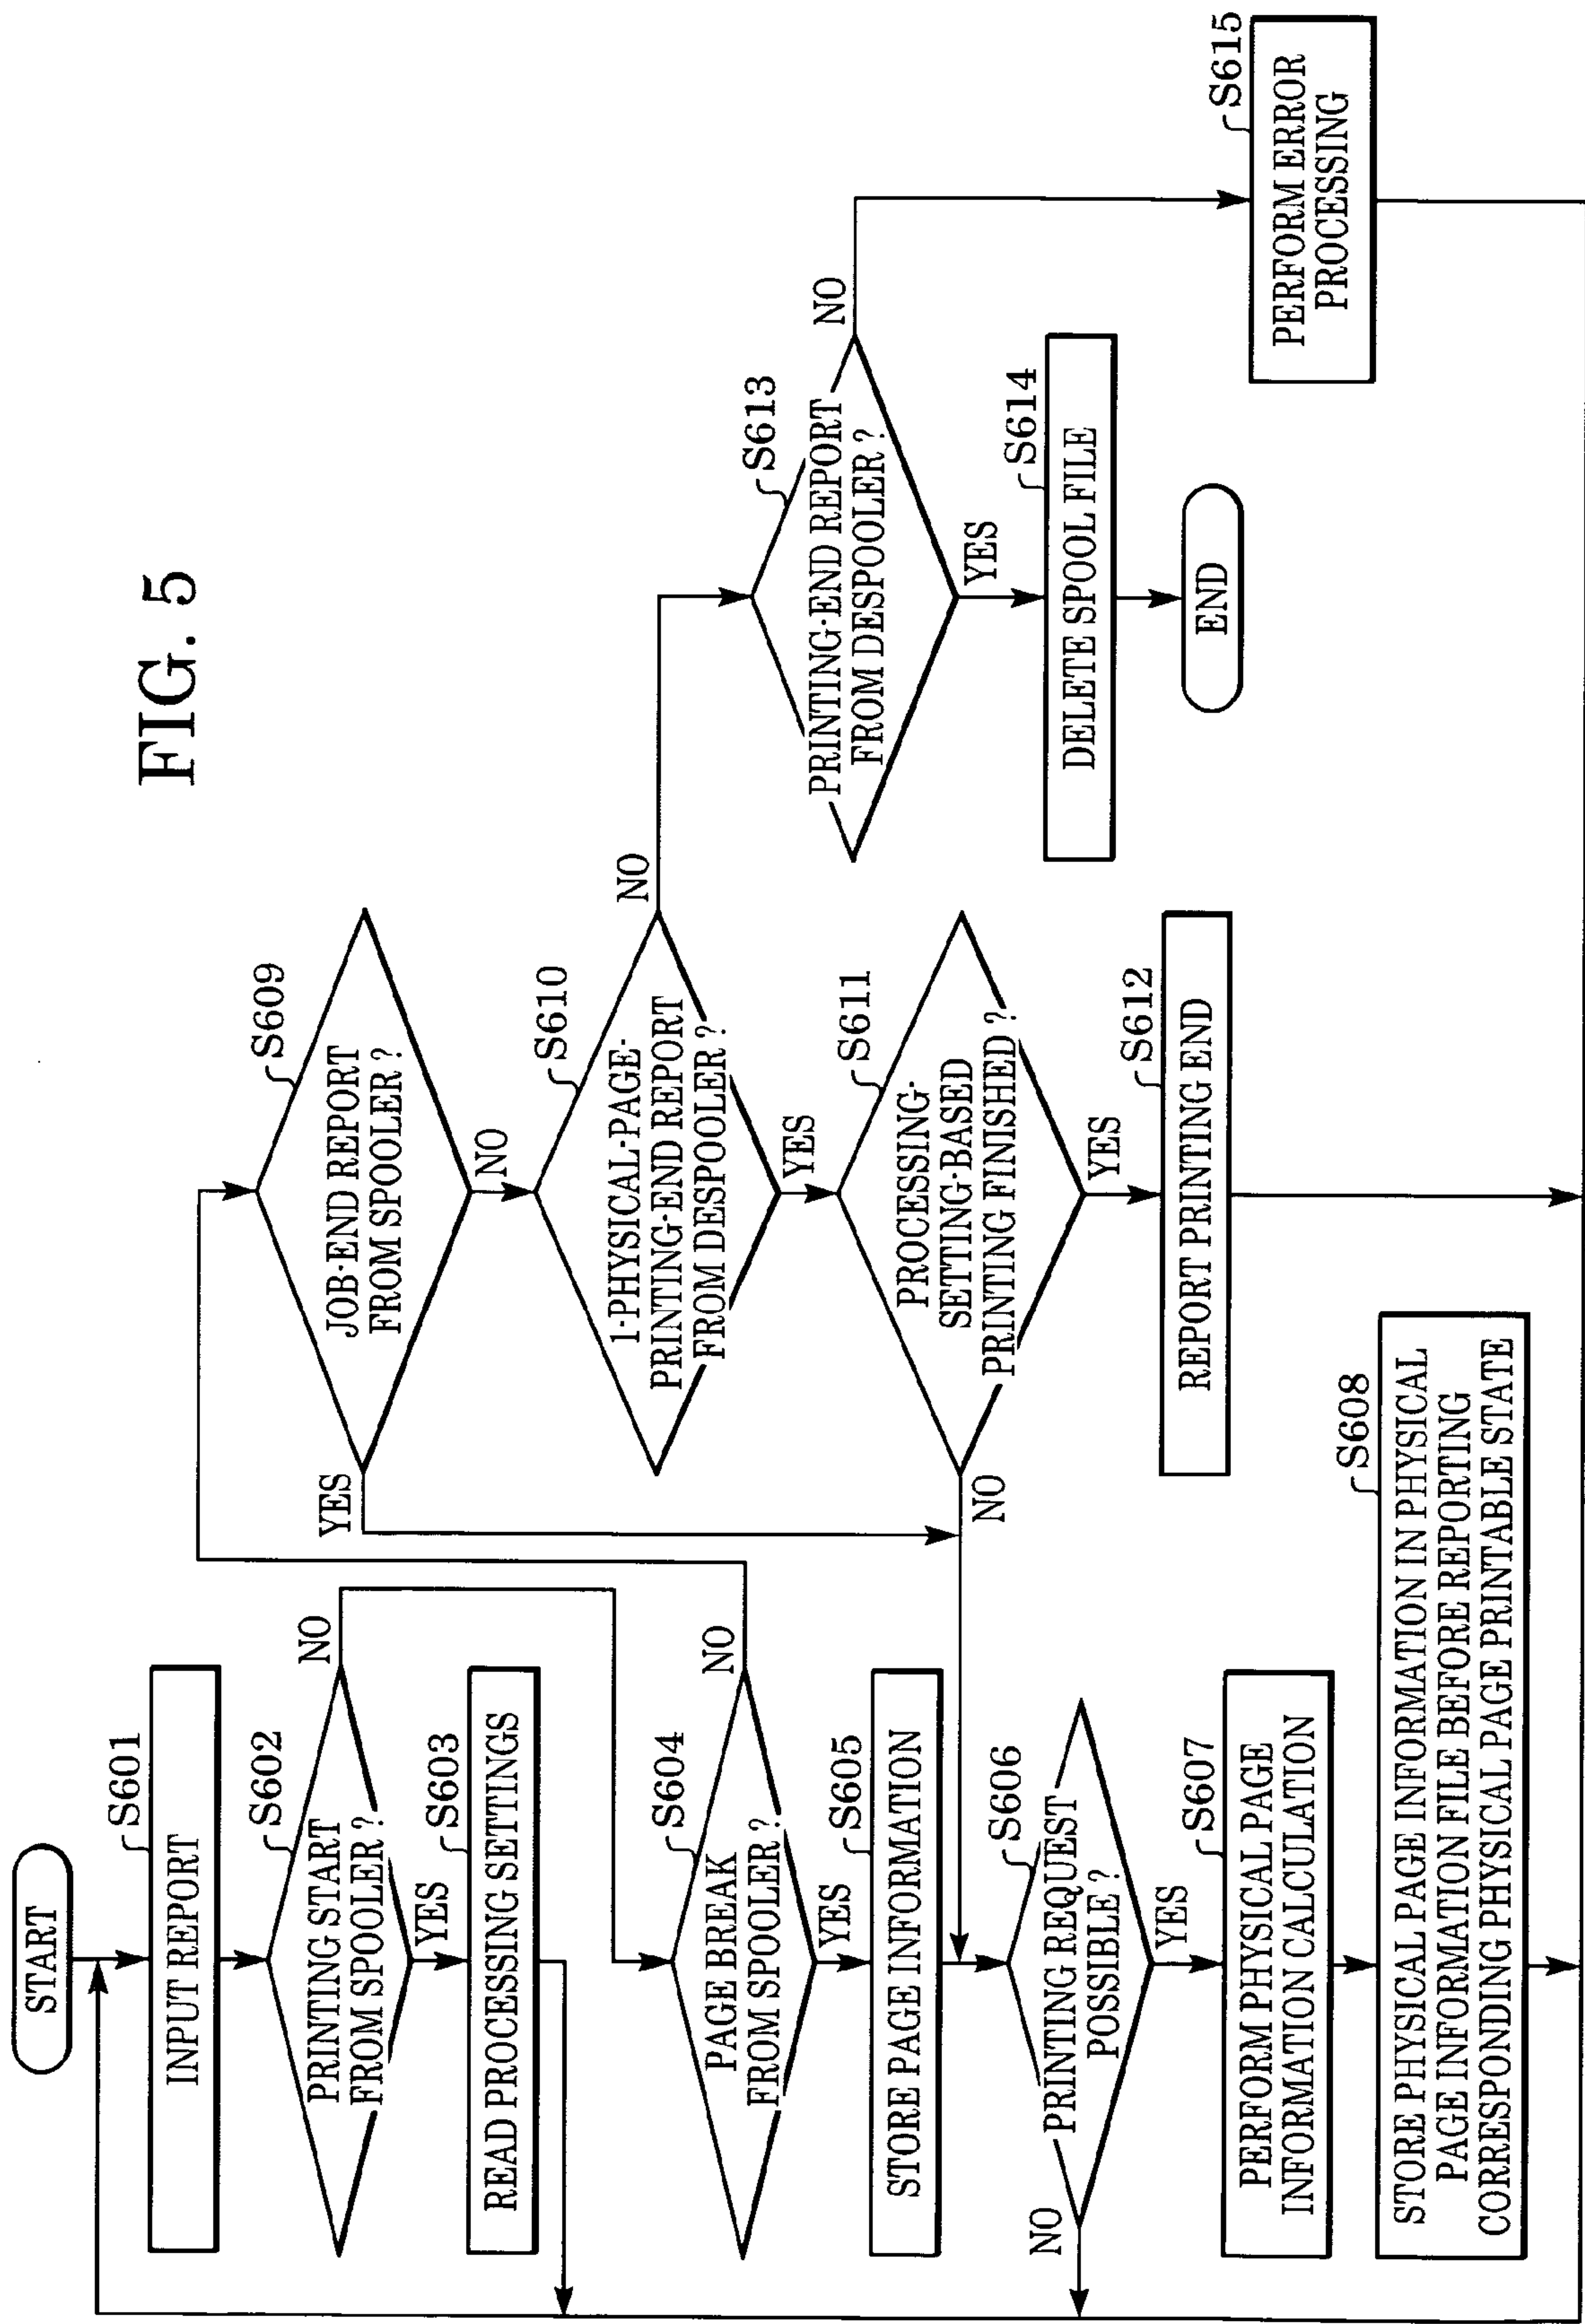 FIG. 5
START
S601
INPUT REPORT
S602
PRINTING START
FROM SPOOLER?
NO
YES
S603
READ PROCESSING SETTINGS
S604
PAGE BREAK
FROM SPOOLER?
NO
YES
S605
STORE PAGE INFORMATION
S606
PRINTING REQUEST
POSSIBLE?
NO
YES
S607
PERFORM PHYSICAL PAGE
INFORMATION CALCULATION
S608
STORE PHYSICAL PAGE INFORMATION IN PHYSICAL
PAGE INFORMATION FILE BEFORE REPORTING
CORRESPONDING PHYSICAL PAGE PRINTABLE STATE
S609
JOB-END REPORT
FROM SPOOLER?
YES
NO
S610
1-PHYSICAL-PAGE-
PRINTING-END REPORT
FROM DESPOOLER?
NO
YES
S611
PROCESSING-
SETTING-BASED
PRINTING FINISHED?
NO
YES
S612
REPORT PRINTING END
S613
PRINTING-END REPORT
FROM DESPOOLER?
NO
YES
S614
DELETE SPOOL FILE
END
S615
PERFORM ERROR
PROCESSING